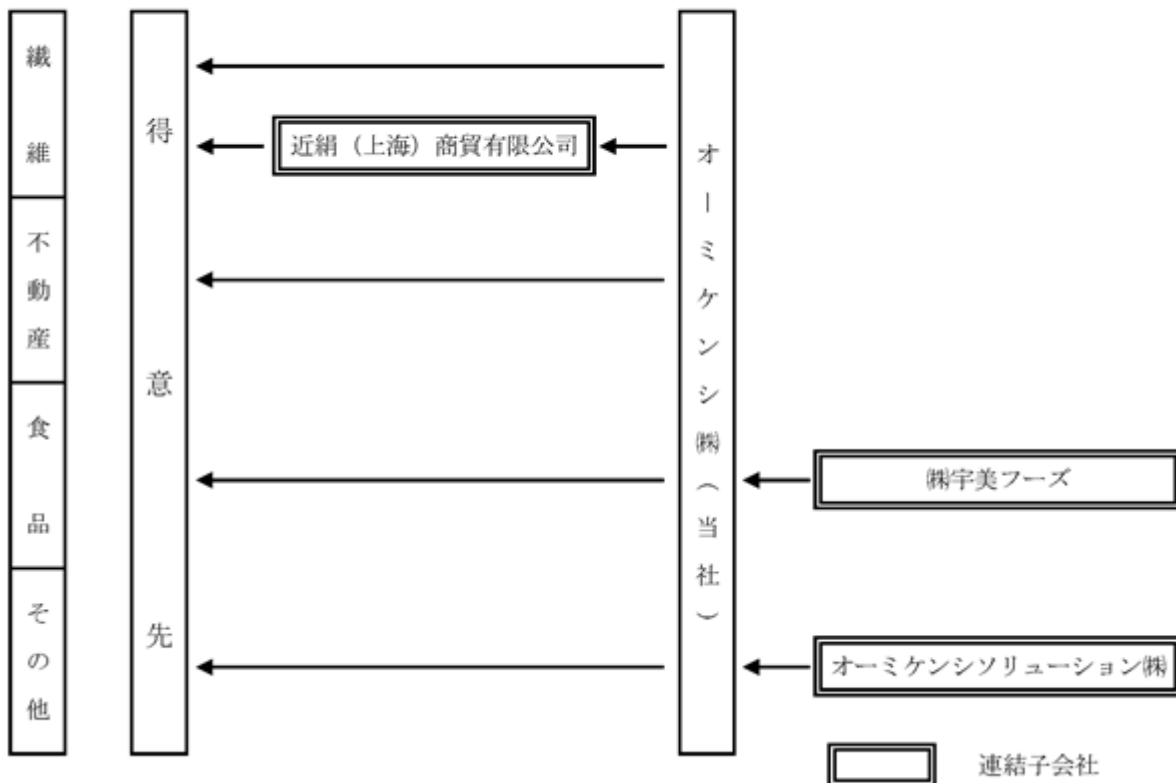 繊維
不動産
食品
その他
得意先
近絹（上海）商貿有限公司
オーミケンシ㈱（当社）
㈱宇美フーズ
オーミケンシソリューション㈱
連結子会社